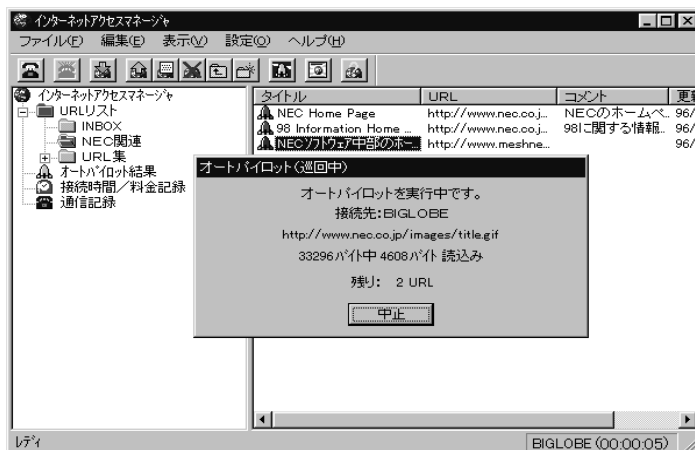 インターネットアクセスマネージャ
ファイル(F) 編集(E) 表示(V) 設定(O) ヘルプ(H)
インターネットアクセスマネージャ
URLリスト
INBOX
NEC関連
URL集
オートパイロット結果
接続時間/料金記録
通信記録
タイトル URL コメント 更新
NEC Home Page http://www.nec.co.j... NECのホームペ... 96/
98 Information Home ... http://www.nec.co.j... 98に関する情報... 96/
NECソフトウェア中部のホー... http://www.meshne... 96/
オートパイロット(巡回中)
オートパイロットを実行中です。
接続先:BIGLOBE
http://www.nec.co.jp/images/title.gif
33296バイト中 4608バイト 読込み
残り: 2 URL
中止
レディ
BIGLOBE (00:00:05)